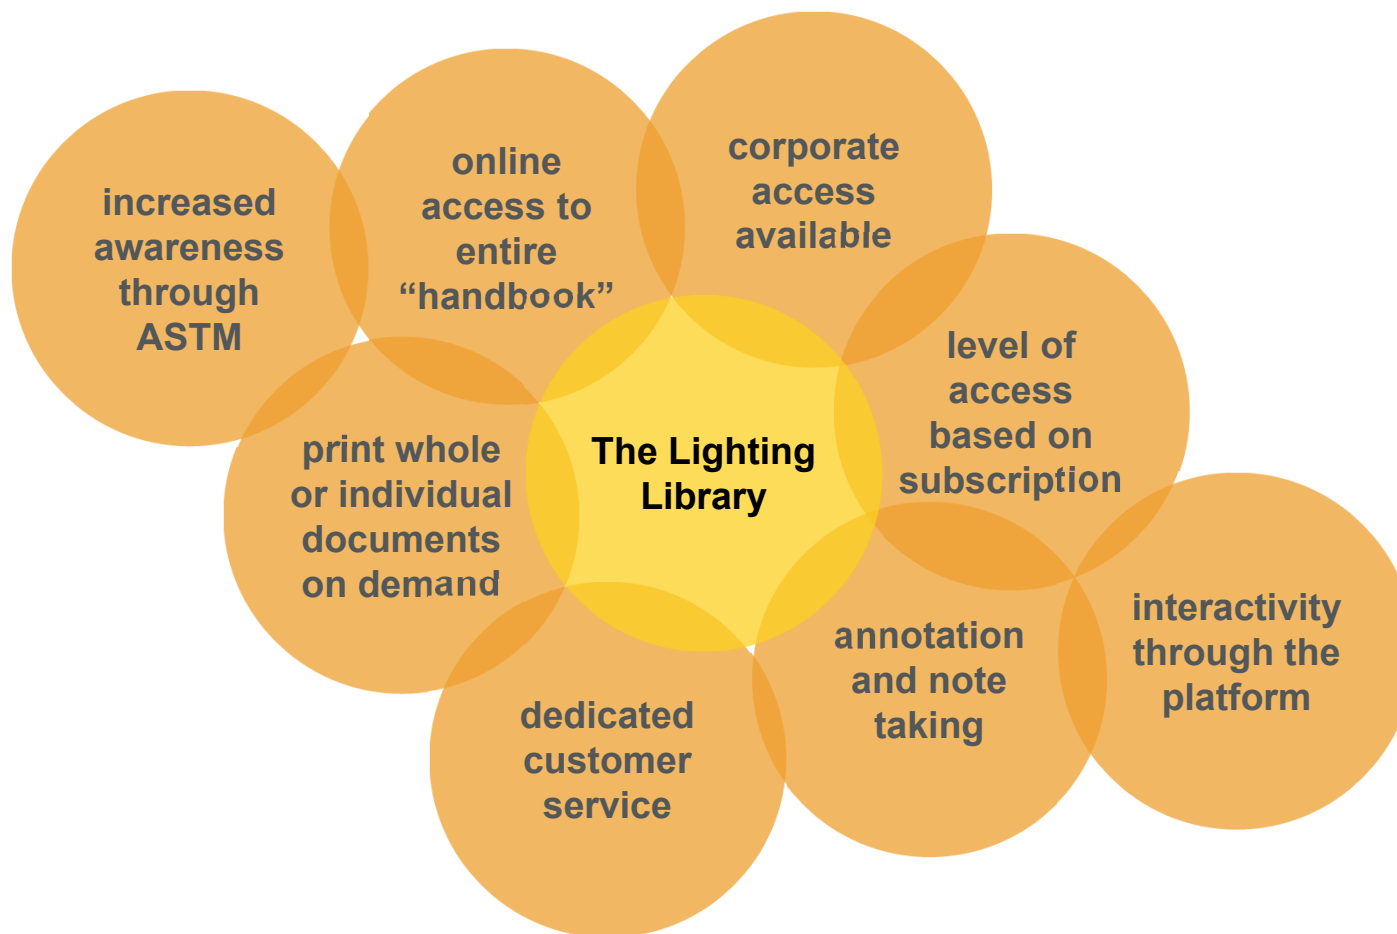 increased
awareness
through
ASTM
online
access to
entire
“handbook”
corporate
access
available
level of
access
based on
subscription
The Lighting
Library
print whole
or individual
documents
on demand
dedicated
customer
service
annotation
and note
taking
interactivity
through the
platform